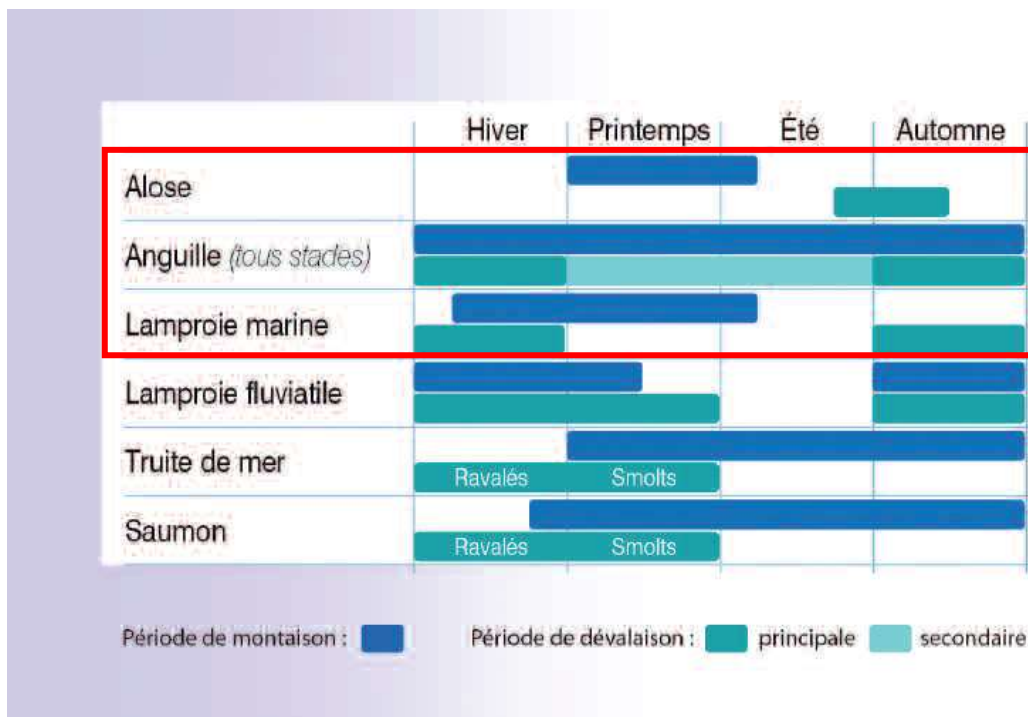 Hiver Printemps Été Automne
Alose
Anguille (tous stades)
Lamproie marine
Lamproie fluviatile
Truite de mer
Ravalés Smolts
Saumon
Ravalés Smolts
Période de montaison : Période de dévalaison : principale secondaire